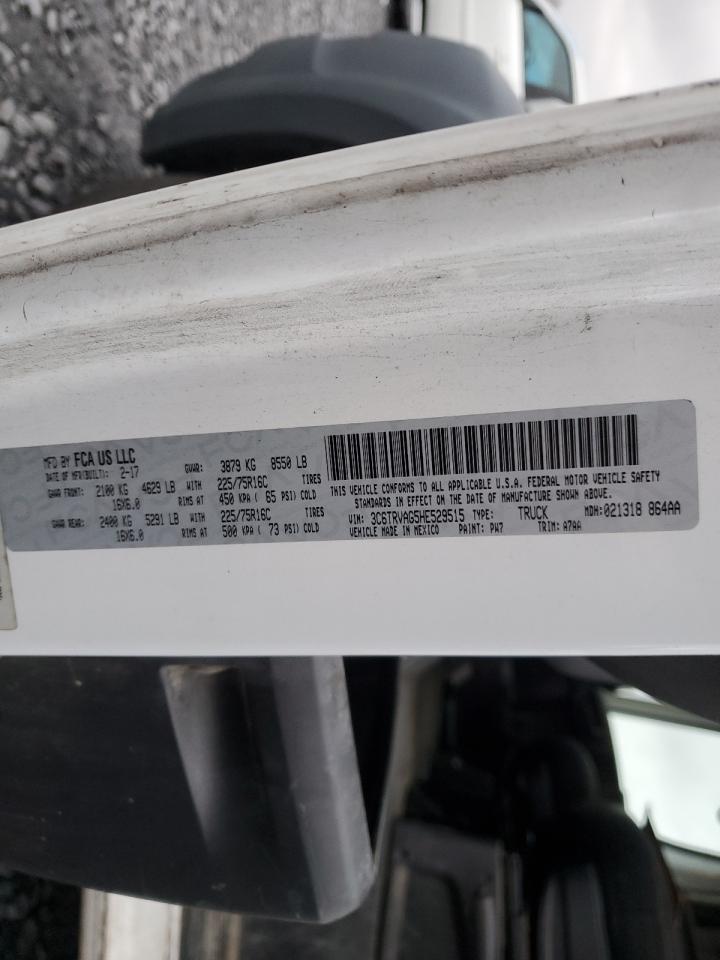 MFD BY FCA US LLC
DATE OF MFR(BUILT): 2-17 GVWR: 3879 KG 8550 LB
GAWR FRONT: 2100 KG 4629 LB WITH 225/75R16C TIRES
16X6.0 RIMS AT 450 KPA ( 65 PSI) COLD
GAWR REAR: 2400 KG 5291 LB WITH 225/75R16C TIRES
16X6.0 RIMS AT 500 KPA ( 73 PSI) COLD
THIS VEHICLE CONFORMS TO ALL APPLICABLE U.S.A. FEDERAL MOTOR VEHICLE SAFETY
STANDARDS IN EFFECT ON THE DATE OF MANUFACTURE SHOWN ABOVE.
VIN: 3C6TRVAG5HE529515 TYPE: TRUCK MDH:021318 864AA
VEHICLE MADE IN MEXICO PAINT: PW7 TRIM: A7AA